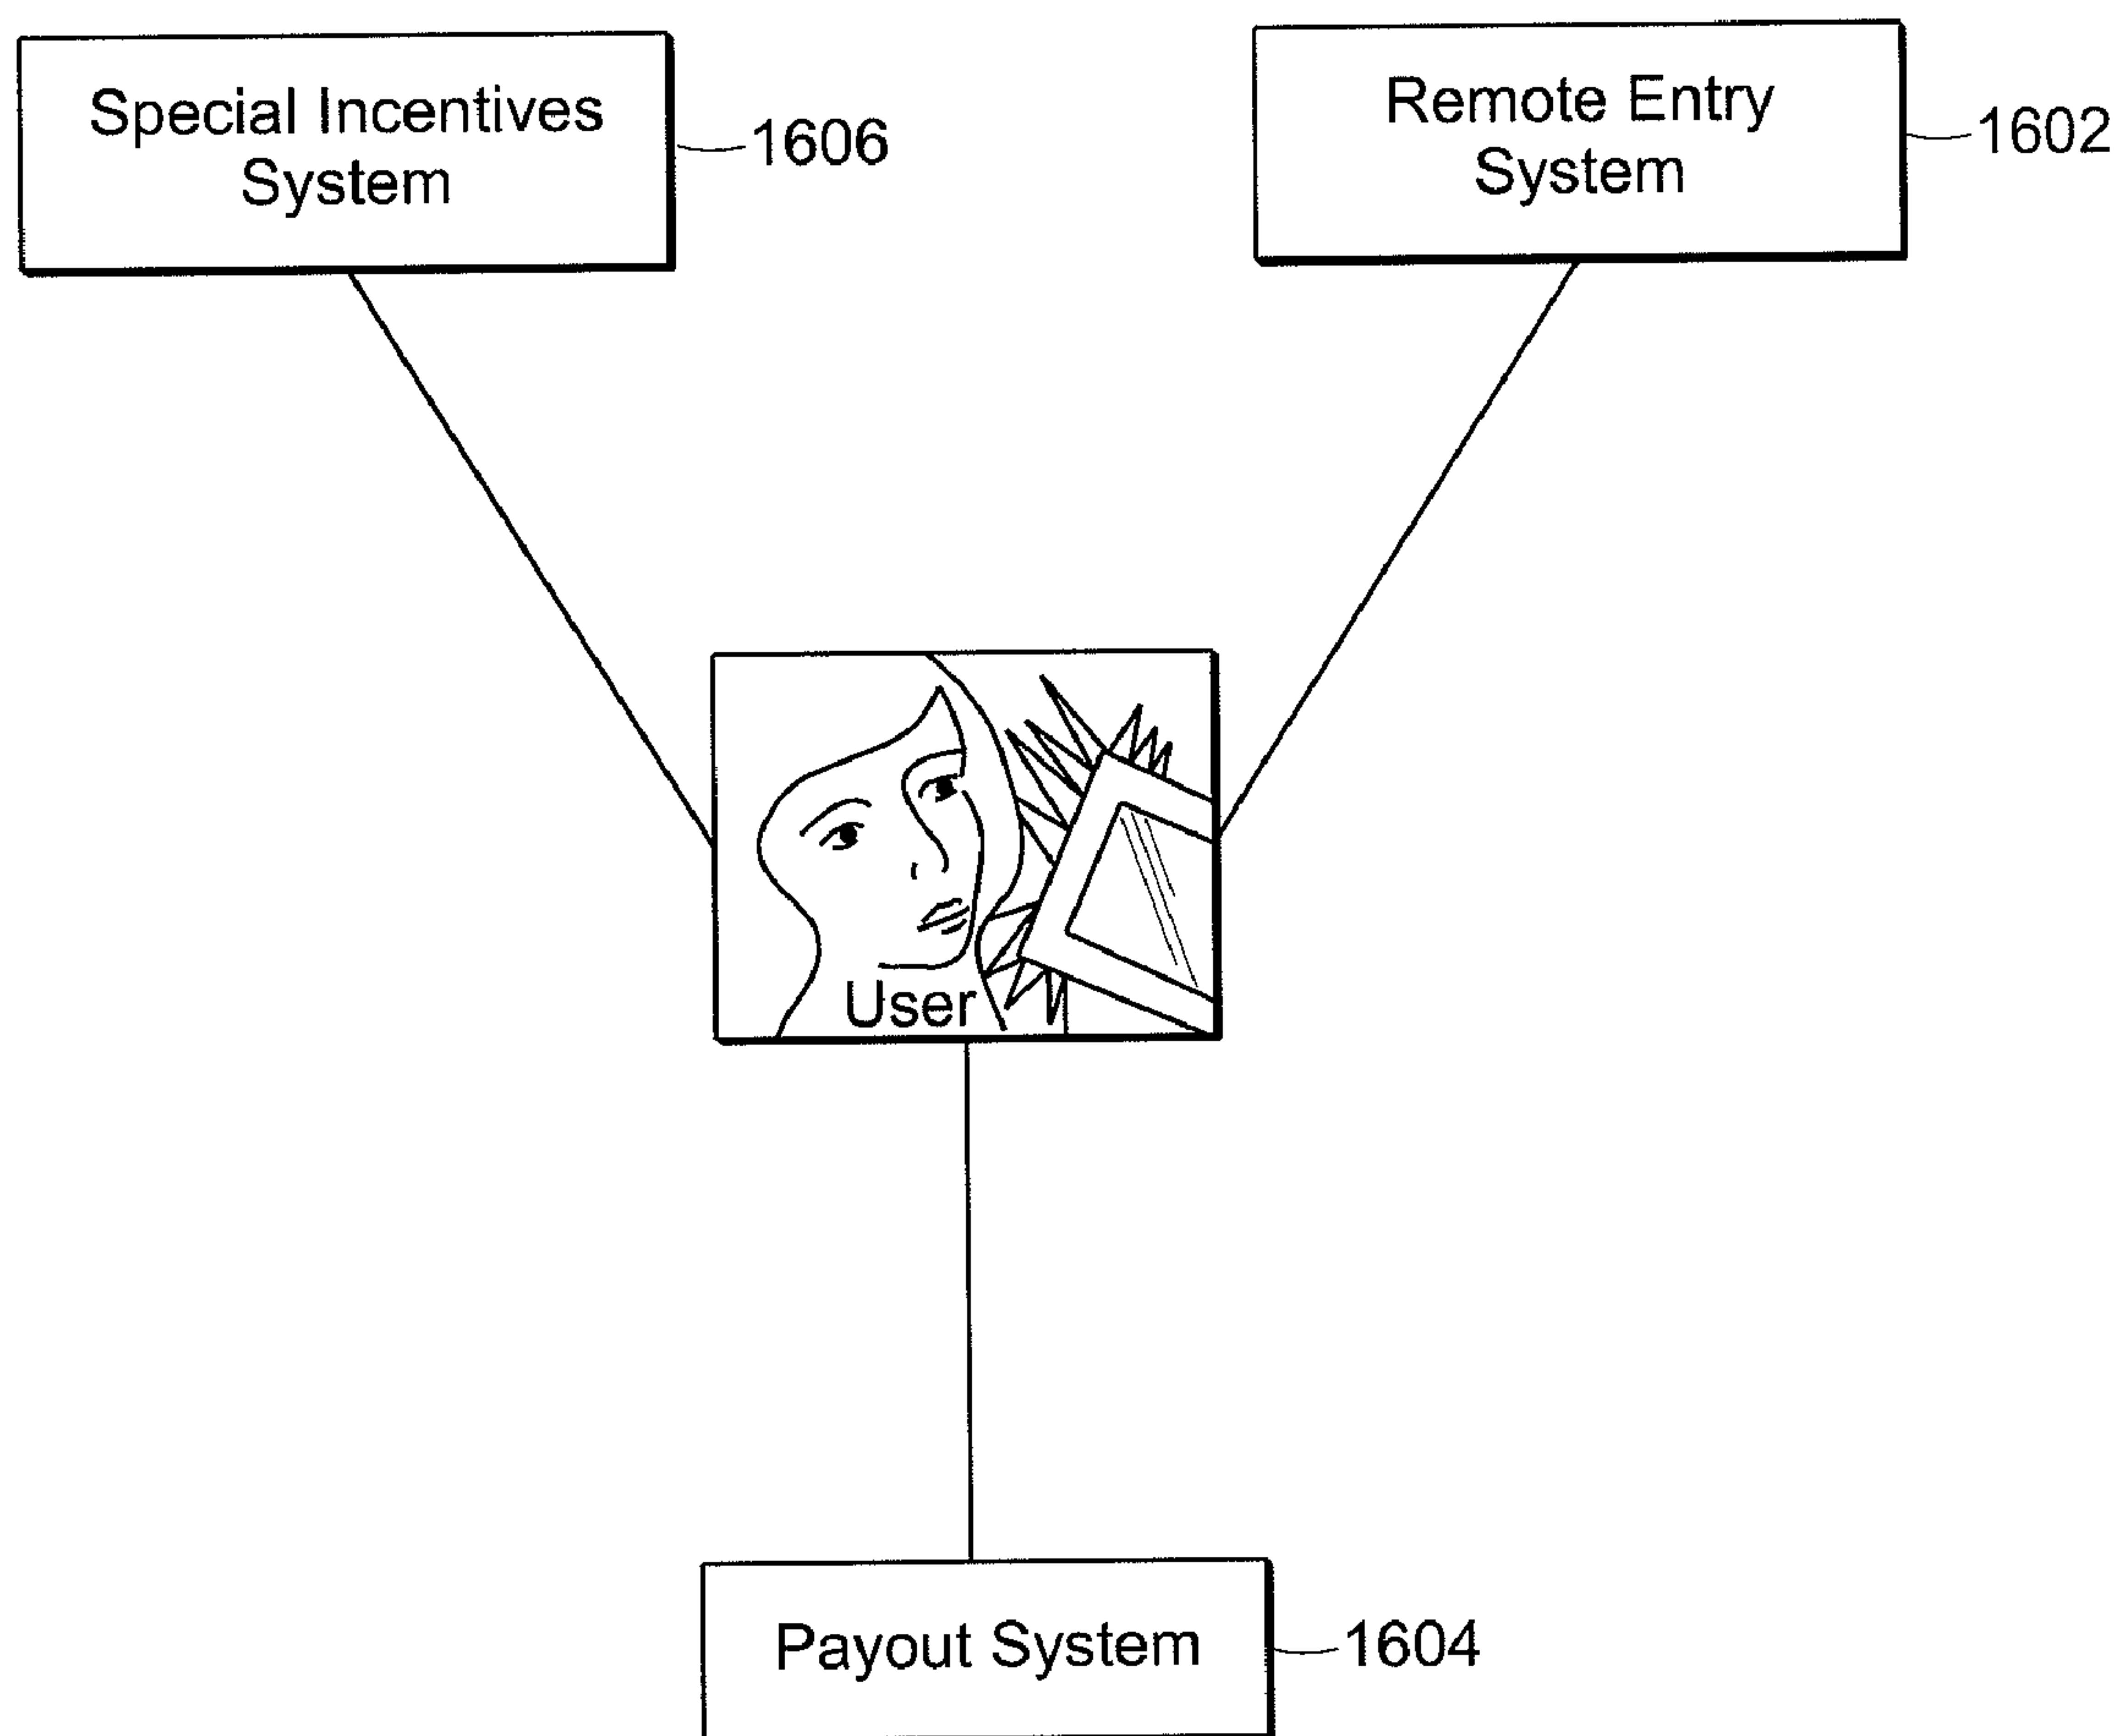 Special Incentives
System
1606
Remote Entry
System
1602
User
Payout System
1604